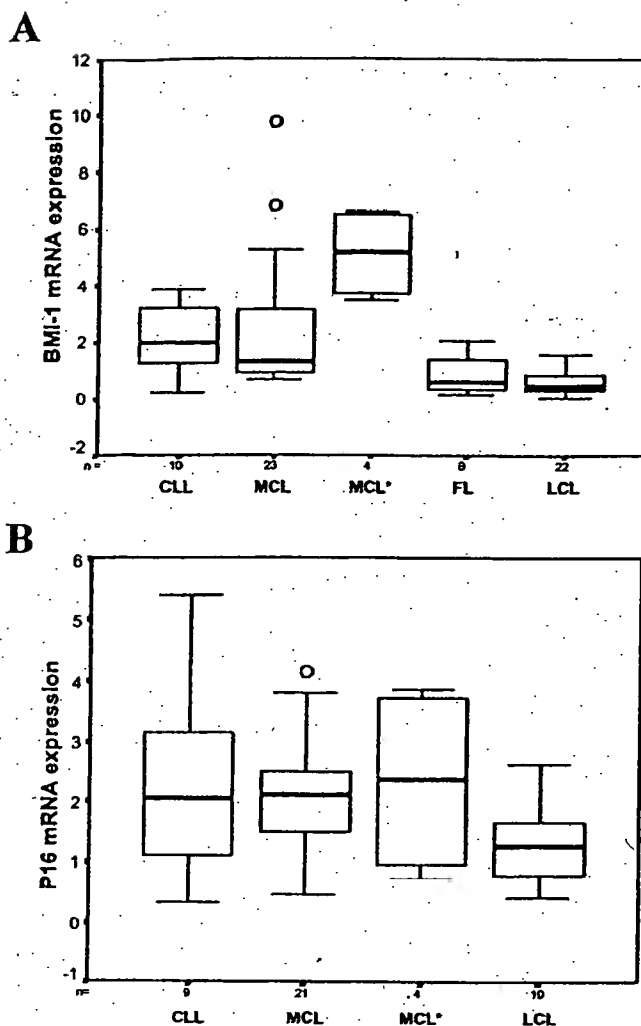 A
BMI-1 mRNA expression
12
10
8
6
4
2
0
-2
n= 10 23 4 9 22
CLL MCL MCL* FL LCL
B
P16 mRNA expression
6
5
4
3
2
1
0
-1
n= 9 21 4 10
CLL MCL MCL* LCL